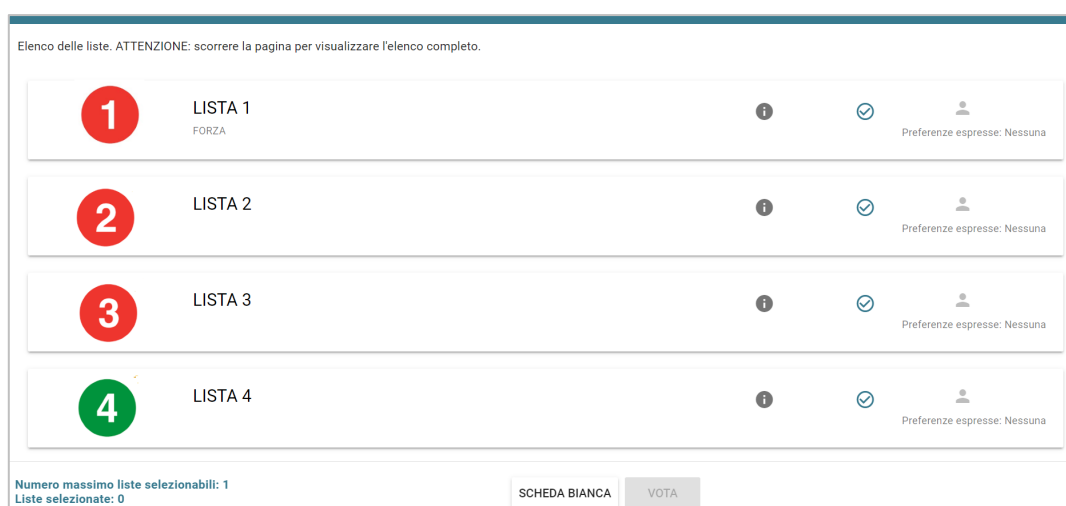 Elenco delle liste. ATTENZIONE: scorrere la pagina per visualizzare l'elenco completo.
1 LISTA 1
FORZA
Preferenze espresse: Nessuna
2 LISTA 2
Preferenze espresse: Nessuna
3 LISTA 3
Preferenze espresse: Nessuna
4 LISTA 4
Preferenze espresse: Nessuna
Numero massimo liste selezionabili: 1
Liste selezionate: 0
SCHEDA BIANCA VOTA